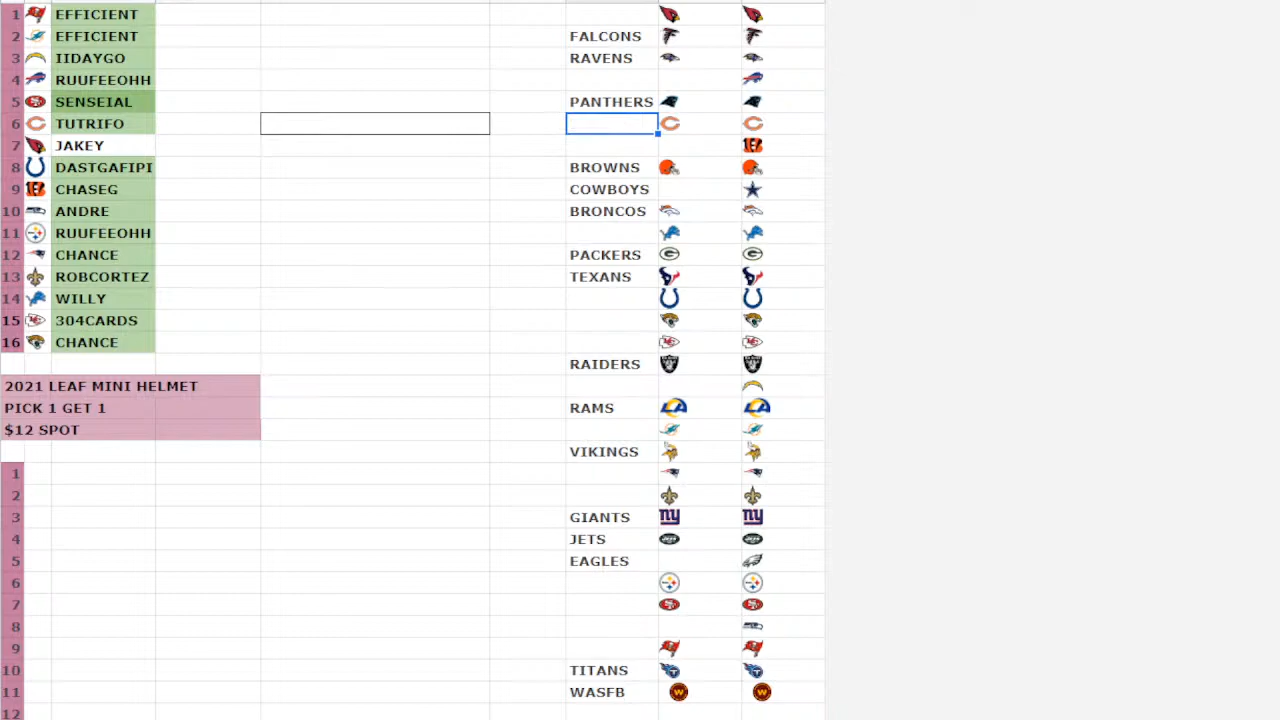 1 EFFICIENT
2 EFFICIENT FALCONS
3 IIDAYGO RAVENS
4 RUUFEEOHH
5 SENSEIAL PANTHERS
6 TUTRIFO
7 JAKEY
8 DASTGAFIPI BROWNS
9 CHASEG COWBOYS
10 ANDRE BRONCOS
11 RUUFEEOHH
12 CHANCE PACKERS
13 ROBCORTEZ TEXANS
14 WILLY
15 304CARDS
16 CHANCE
RAIDERS
2021 LEAF MINI HELMET
PICK 1 GET 1 RAMS
$12 SPOT
VIKINGS
1
2
3 GIANTS
4 JETS
5 EAGLES
6
7
8
9
10 TITANS
11 WASFB
12